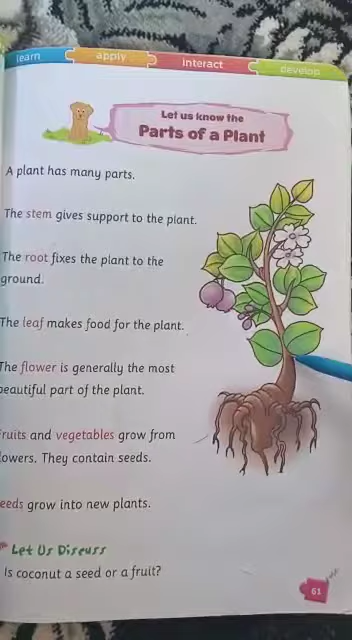 learn apply interact develop
Let us know the
Parts of a Plant
A plant has many parts.
The stem gives support to the plant.
The root fixes the plant to the
ground.
The leaf makes food for the plant.
The flower is generally the most
beautiful part of the plant.
Fruits and vegetables grow from
flowers. They contain seeds.
Seeds grow into new plants.
Let Us Discuss
Is coconut a seed or a fruit?
61